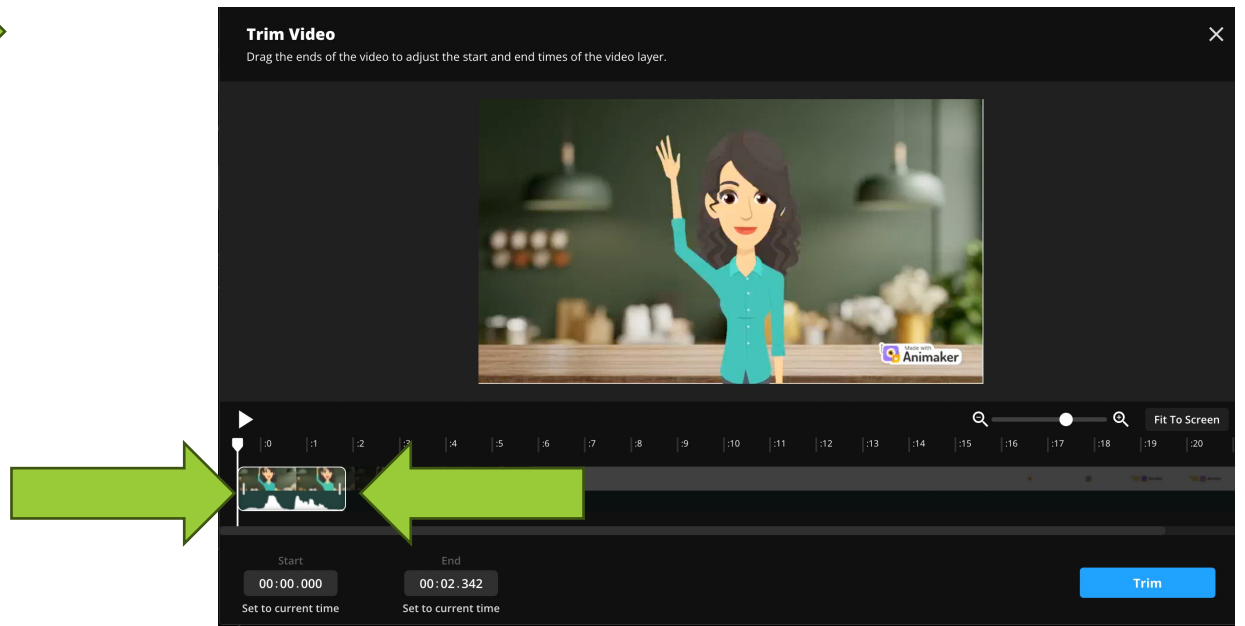 Trim Video
Drag the ends of the video to adjust the start and end times of the video layer.
Made with
Animaker
Fit To Screen
:0 :1 :2 :3 :4 :5 :6 :7 :8 :9 :10 :11 :12 :13 :14 :15 :16 :17 :18 :19 :20
Start End
00:00.000 00:02.342
Trim
Set to current time Set to current time